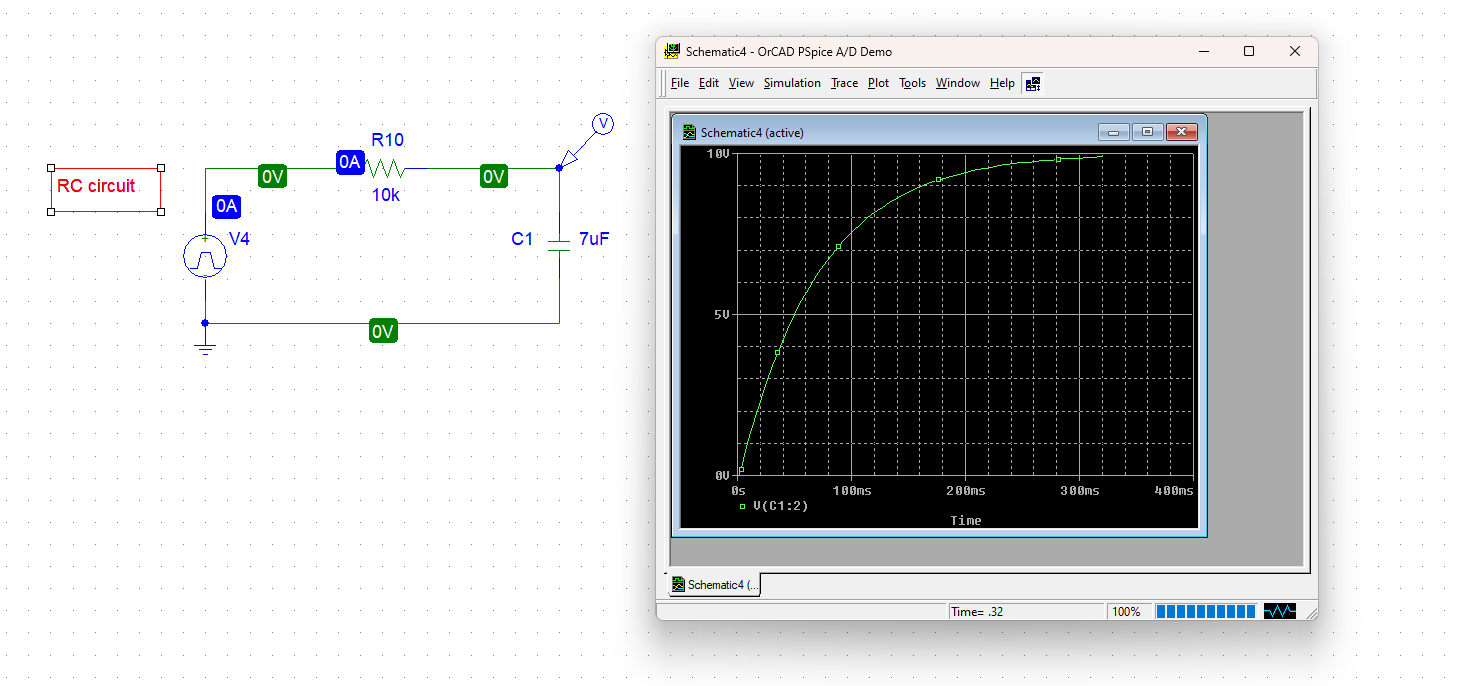 RC circuit
0V
0A
R10
10k
0V
V
0A
V4
C1
7uF
0V
Schematic4 - OrCAD PSpice A/D Demo
File Edit View Simulation Trace Plot Tools Window Help
Schematic4 (active)
10V
5V
0V
0s 100ms 200ms 300ms 400ms
V(C1:2)
Time
Schematic4 (...
Time= .32 100%